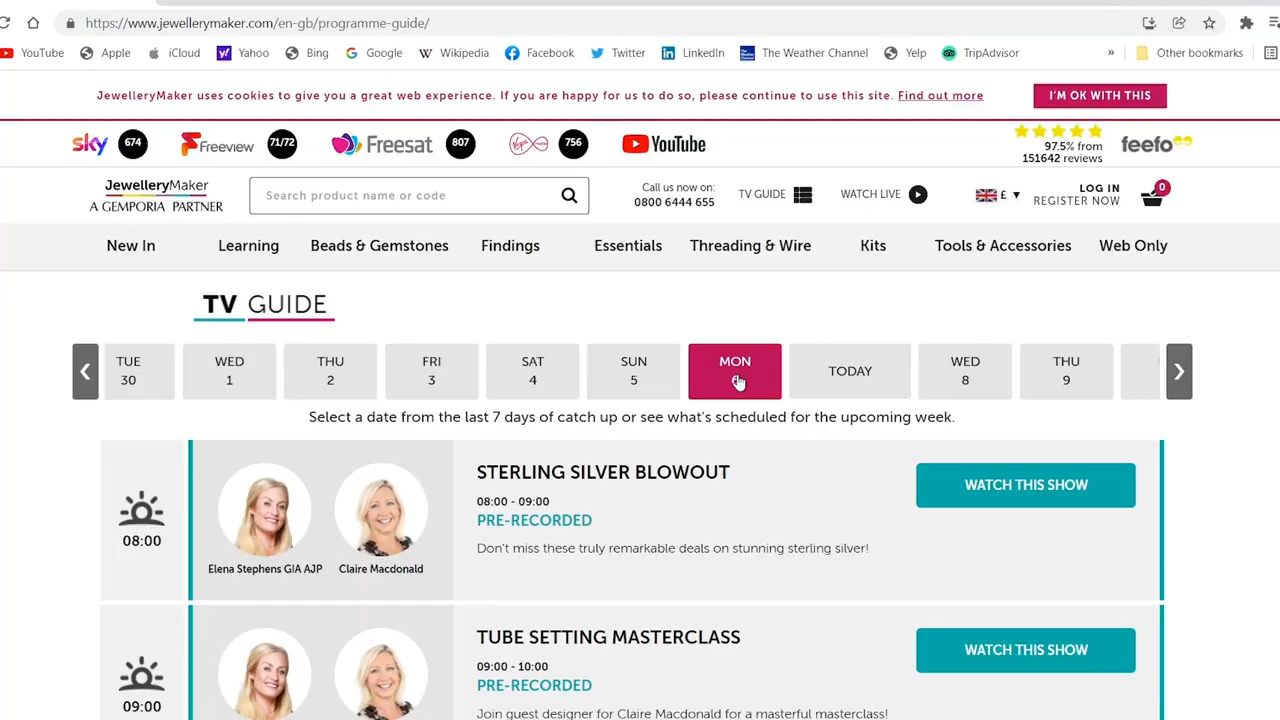 https://www.jewellerymaker.com/en-gb/programme-guide/
YouTube Apple iCloud Yahoo Bing Google Wikipedia Facebook Twitter LinkedIn The Weather Channel Yelp TripAdvisor » Other bookmarks
JewelleryMaker uses cookies to give you a great web experience. If you are happy for us to do so, please continue to use this site. Find out more
I'M OK WITH THIS
sky 674 Freeview 71/72 Freesat 807 756 YouTube
97.5% from
151642 reviews
feefo
JewelleryMaker
A GEMPORIA PARTNER
Search product name or code
Call us now on:
0800 6444 655
TV GUIDE
WATCH LIVE
£ ▼
LOG IN
REGISTER NOW
0
New In Learning Beads & Gemstones Findings Essentials Threading & Wire Kits Tools & Accessories Web Only
TV GUIDE
TUE WED THU FRI SAT SUN MON TODAY WED THU
30 1 2 3 4 5 8 9
Select a date from the last 7 days of catch up or see what's scheduled for the upcoming week.
08:00
Elena Stephens GIA AJP
Claire Macdonald
STERLING SILVER BLOWOUT
08:00 - 09:00
PRE-RECORDED
Don't miss these truly remarkable deals on stunning sterling silver!
WATCH THIS SHOW
09:00
TUBE SETTING MASTERCLASS
09:00 - 10:00
PRE-RECORDED
Join guest designer for Claire Macdonald for a masterful masterclass!
WATCH THIS SHOW